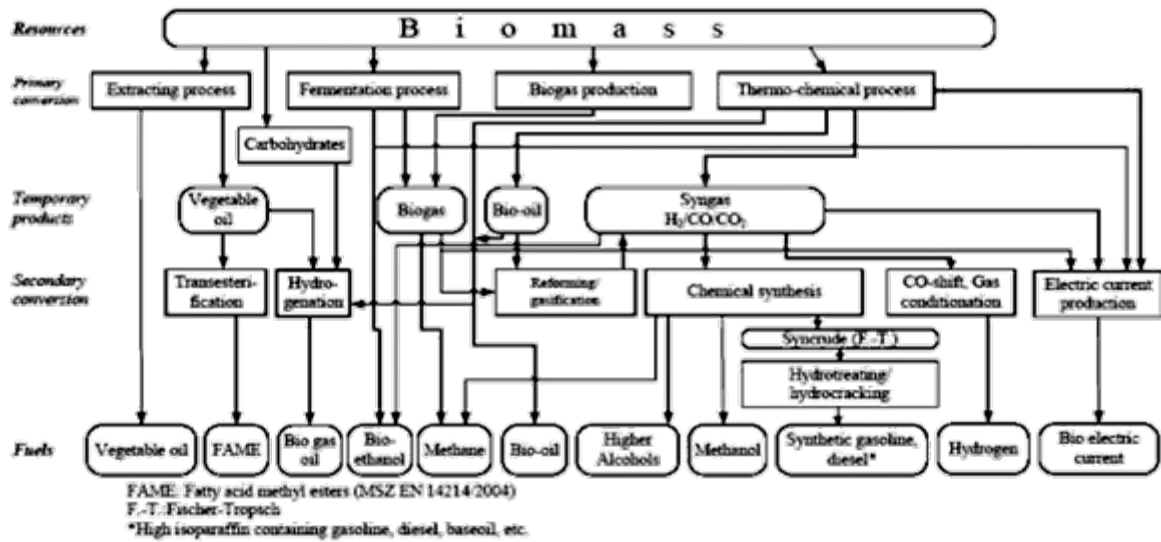 Resources
Biomass
Primary
conversion
Extracting process
Fermentation process
Biogas production
Thermo-chemical process
Carbohydrates
Temporary
products
Vegetable
oil
Biogas
Bio-oil
Syngas
H₂/CO/CO₂
Secondary
conversion
Transesteri-
fication
Hydro-
genation
Reforming/
gasification
Chemical synthesis
CO-shift, Gas
conditionation
Electric current
production
Syncrude (F.-T.)
Hydrotreating/
hydrocracking
Fuels
Vegetable oil
FAME
Bio gas
oil
Bio-
ethanol
Methane
Bio-oil
Higher
Alcohols
Methanol
Synthetic gasoline,
diesel*
Hydrogen
Bio electric
current
FAME: Fatty acid methyl esters (MSZ EN 14214/2004)
F.-T.:Fischer-Tropsch
*High isoparaffin containing gasoline, diesel, baseoil, etc.